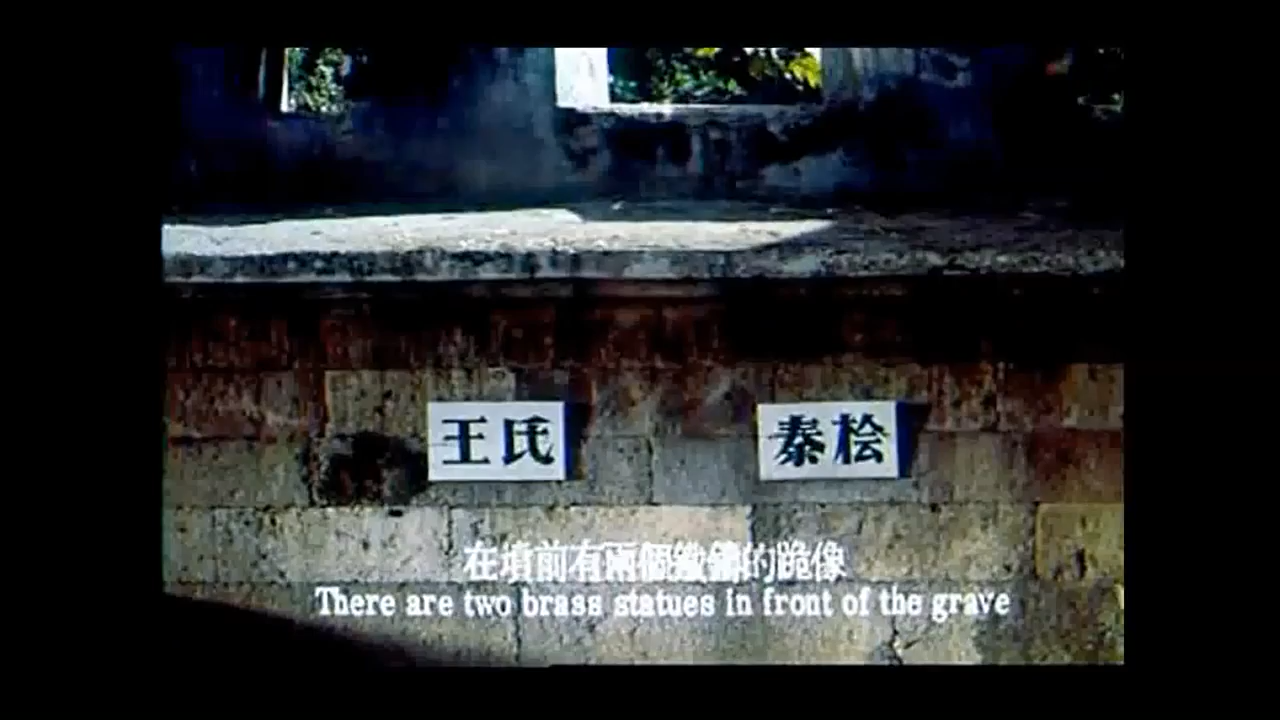 王氏
秦桧
在墳前有兩個鐵鑄的跪像
There are two brass statues in front of the grave